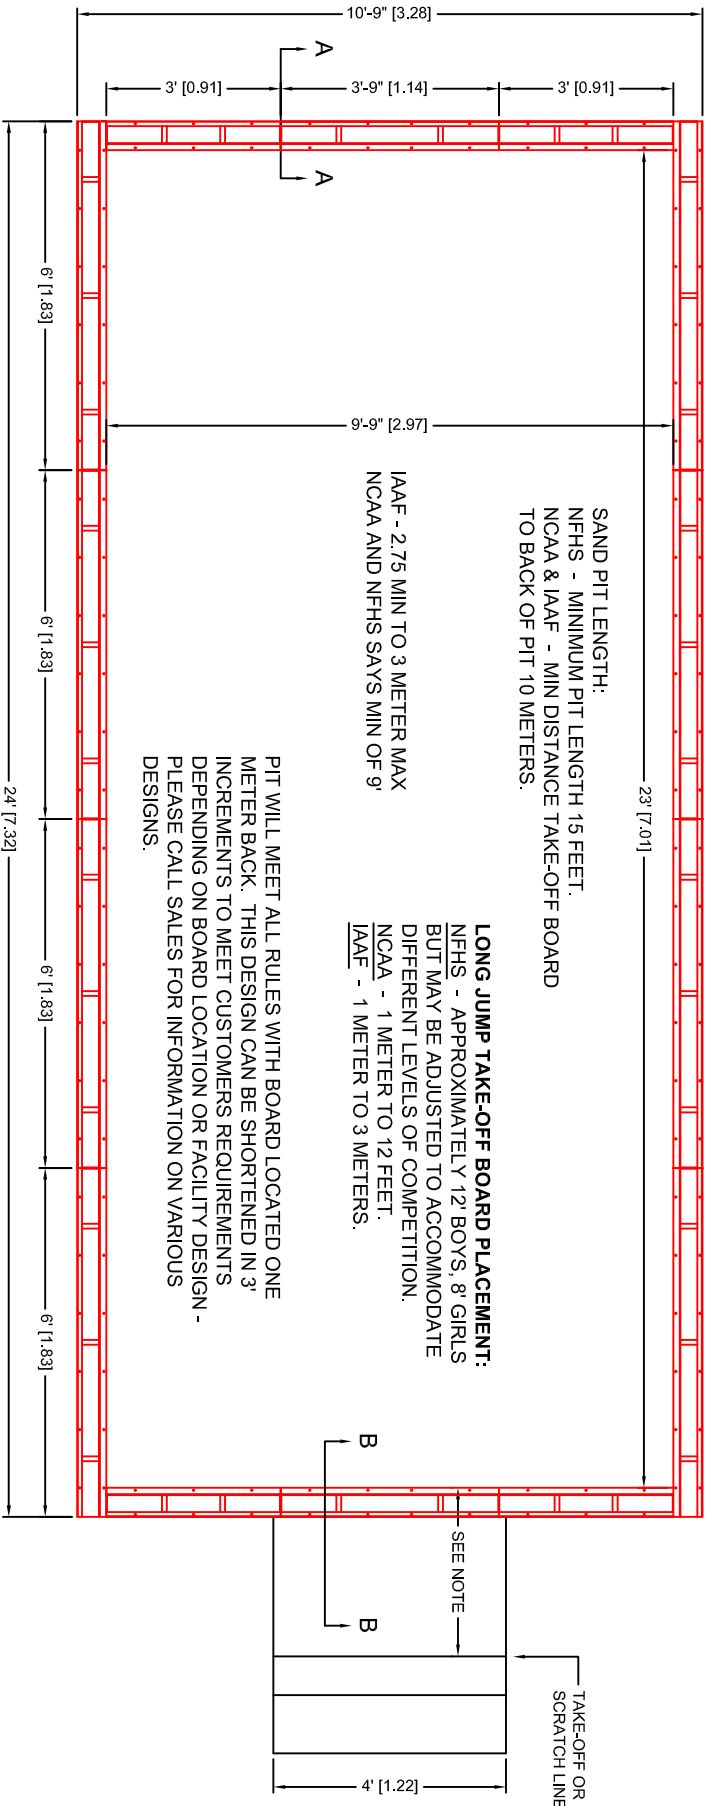 10'-9" [3.28]
A
A
3' [0.91]
3'-9" [1.14]
3' [0.91]
23' [7.01]
9'-9" [2.97]
SAND PIT LENGTH:
NFHS - MINIMUM PIT LENGTH 15 FEET.
NCAA & IAAF - MIN DISTANCE TAKE-OFF BOARD
TO BACK OF PIT 10 METERS.
IAAF - 2.75 MIN TO 3 METER MAX
NCAA AND NFHS SAYS MIN OF 9'
LONG JUMP TAKE-OFF BOARD PLACEMENT:
NFHS - APPROXIMATELY 12' BOYS, 8' GIRLS
BUT MAY BE ADJUSTED TO ACCOMMODATE
DIFFERENT LEVELS OF COMPETITION.
NCAA - 1 METER TO 12 FEET.
IAAF - 1 METER TO 3 METERS.
PIT WILL MEET ALL RULES WITH BOARD LOCATED ONE
METER BACK. THIS DESIGN CAN BE SHORTENED IN 3'
INCREMENTS TO MEET CUSTOMERS REQUIREMENTS
DEPENDING ON BOARD LOCATION OR FACILITY DESIGN -
PLEASE CALL SALES FOR INFORMATION ON VARIOUS
DESIGNS.
B
B
SEE NOTE
TAKE-OFF OR
SCRATCH LINE
4' [1.22]
6' [1.83]
6' [1.83]
6' [1.83]
6' [1.83]
24' [7.32]